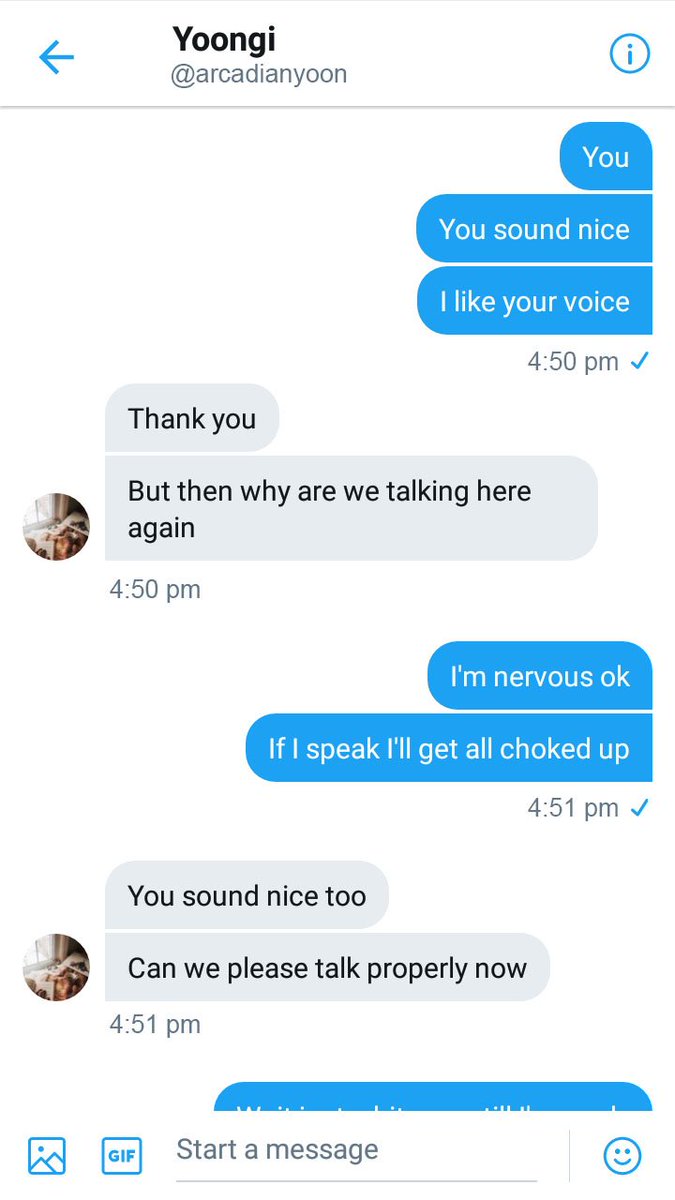 Yoongi
@arcadianyoon
You
You sound nice
I like your voice
4:50 pm
Thank you
But then why are we talking here
again
4:50 pm
I'm nervous ok
If I speak I'll get all choked up
4:51 pm
You sound nice too
Can we please talk properly now
4:51 pm
GIF
Start a message